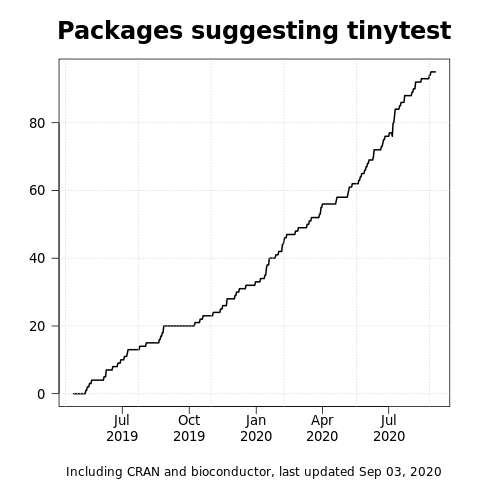 Packages suggesting tinytest
80
60
40
20
0
Jul Oct Jan Apr Jul
2019 2019 2020 2020 2020
Including CRAN and bioconductor, last updated Sep 03, 2020